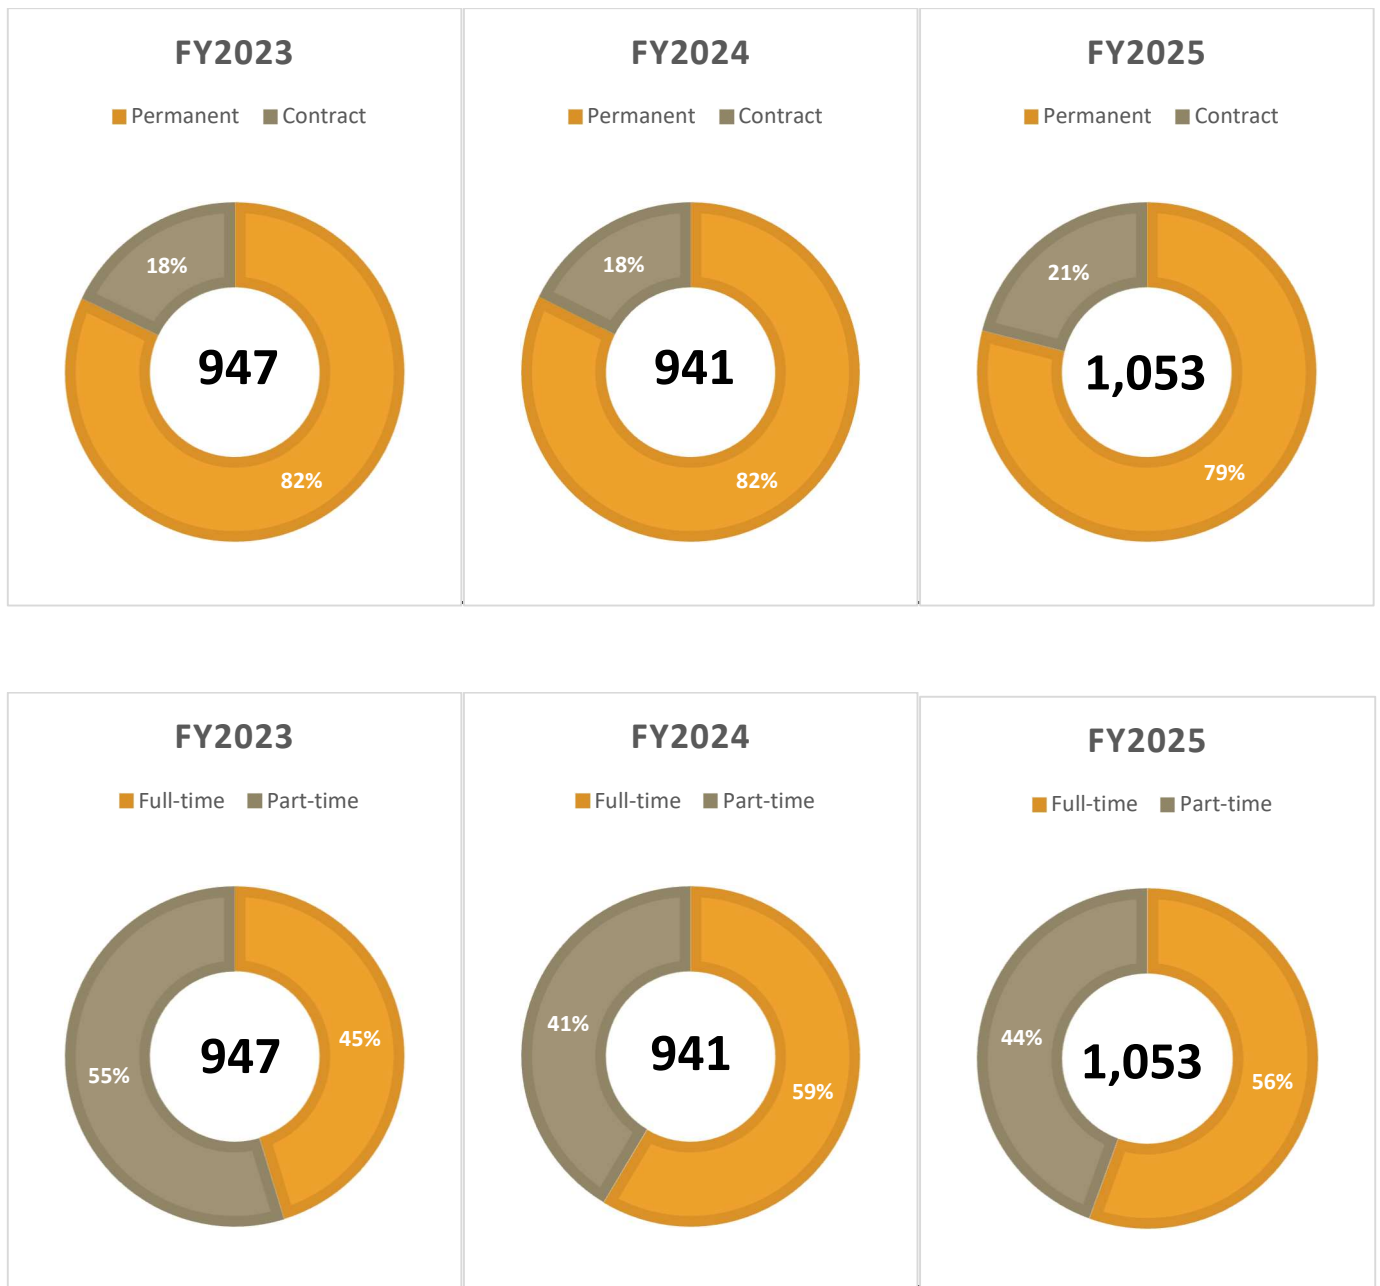 FY2023
Permanent Contract
18%
947
82%
FY2024
Permanent Contract
18%
941
82%
FY2025
Permanent Contract
21%
1,053
79%
FY2023
Full-time Part-time
45%
947
55%
FY2024
Full-time Part-time
41%
941
59%
FY2025
Full-time Part-time
44%
1,053
56%